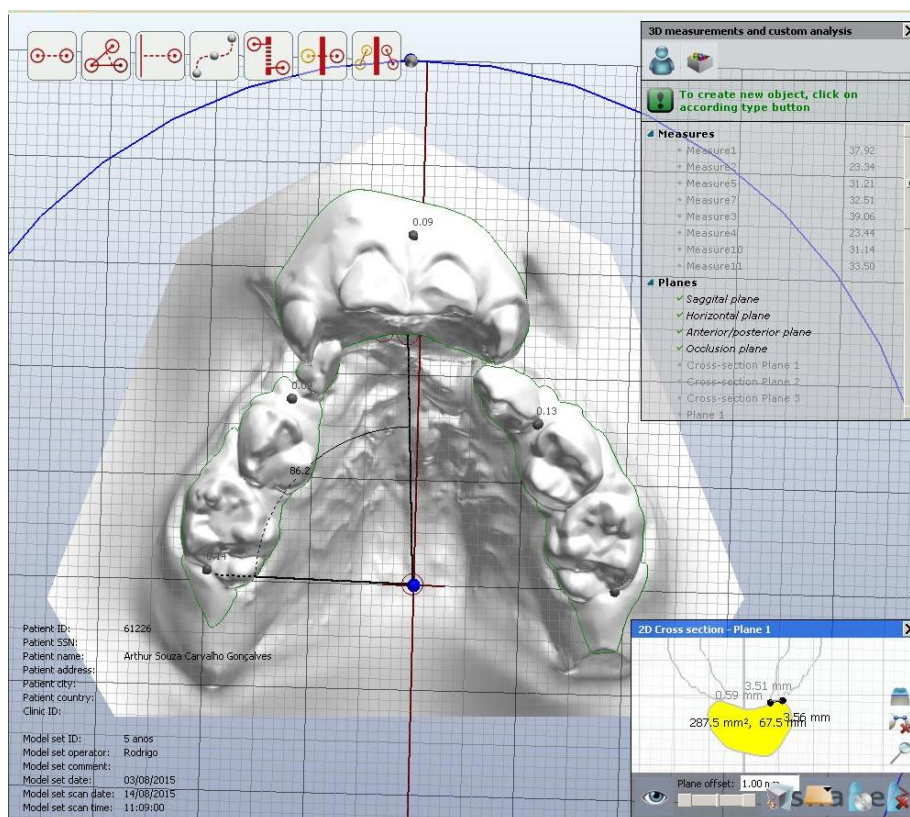 3D measurements and custom analysis
To create new object, click on
according type button
Measures
Measure1 37.92
Measure2 23.34
Measure5 31.21
Measure7 32.51
Measure3 39.06
Measure4 23.44
Measure10 31.14
Measure11 33.50
Planes
Saggital plane
Horizontal plane
Anterior/posterior plane
Occlusion plane
Cross-section Plane 1
Cross-section Plane 2
Cross-section Plane 3
Plane 1
0.09
0.13
86.2
0.14
Patient ID: 61226
Patient SSN:
Patient name: Arthur Souza Carvalho Gonçalves
Patient address:
Patient city:
Patient country:
Clinic ID:
Model set ID: 5 anos
Model set operator: Rodrigo
Model set comment:
Model set date: 03/08/2015
Model set scan date: 14/08/2015
Model set scan time: 11:09:00
2D Cross section - Plane 1
3.51 mm
0.59 mm
3.56 mm
287.5 mm², 67.5 mm
Plane offset: 1.00